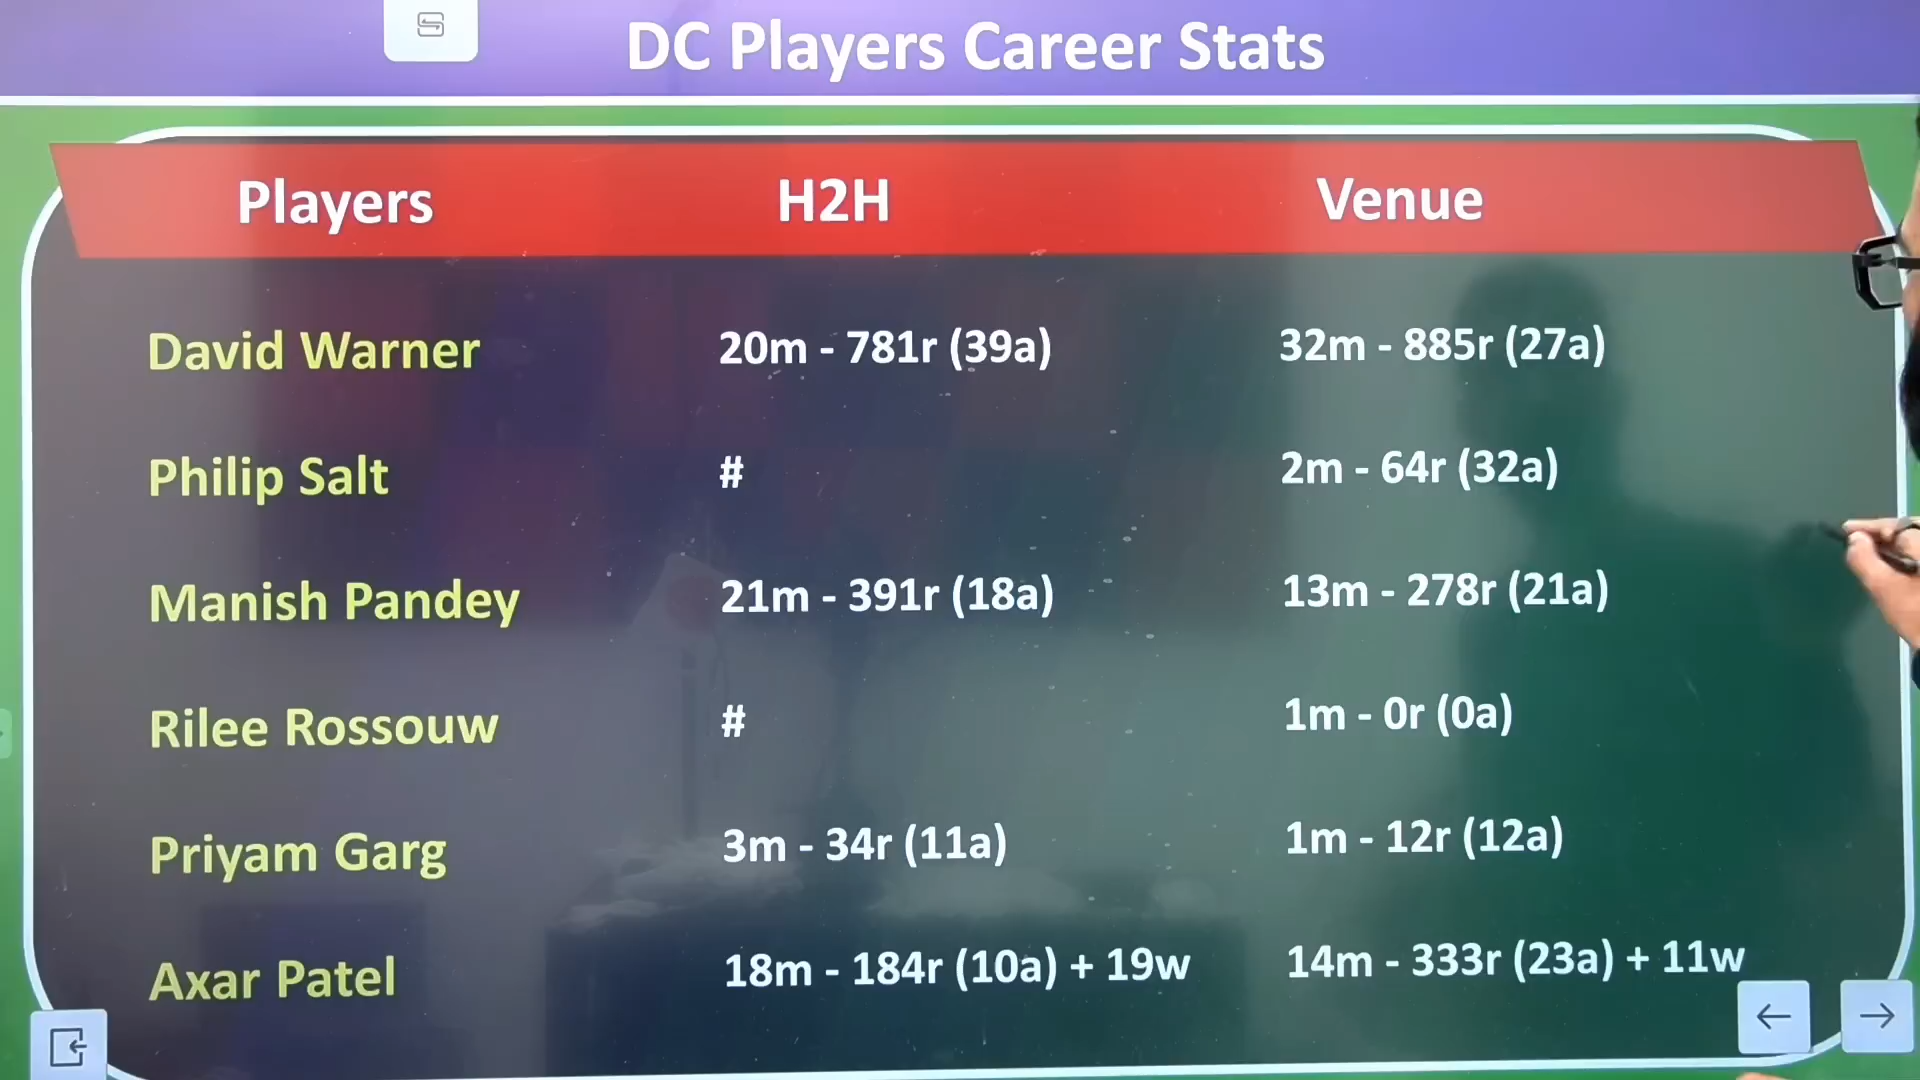 DC Players Career Stats
Players H2H Venue
David Warner 20m - 781r (39a) 32m - 885r (27a)
Philip Salt # 2m - 64r (32a)
Manish Pandey 21m - 391r (18a) 13m - 278r (21a)
Rilee Rossouw # 1m - 0r (0a)
Priyam Garg 3m - 34r (11a) 1m - 12r (12a)
Axar Patel 18m - 184r (10a) + 19w 14m - 333r (23a) + 11w